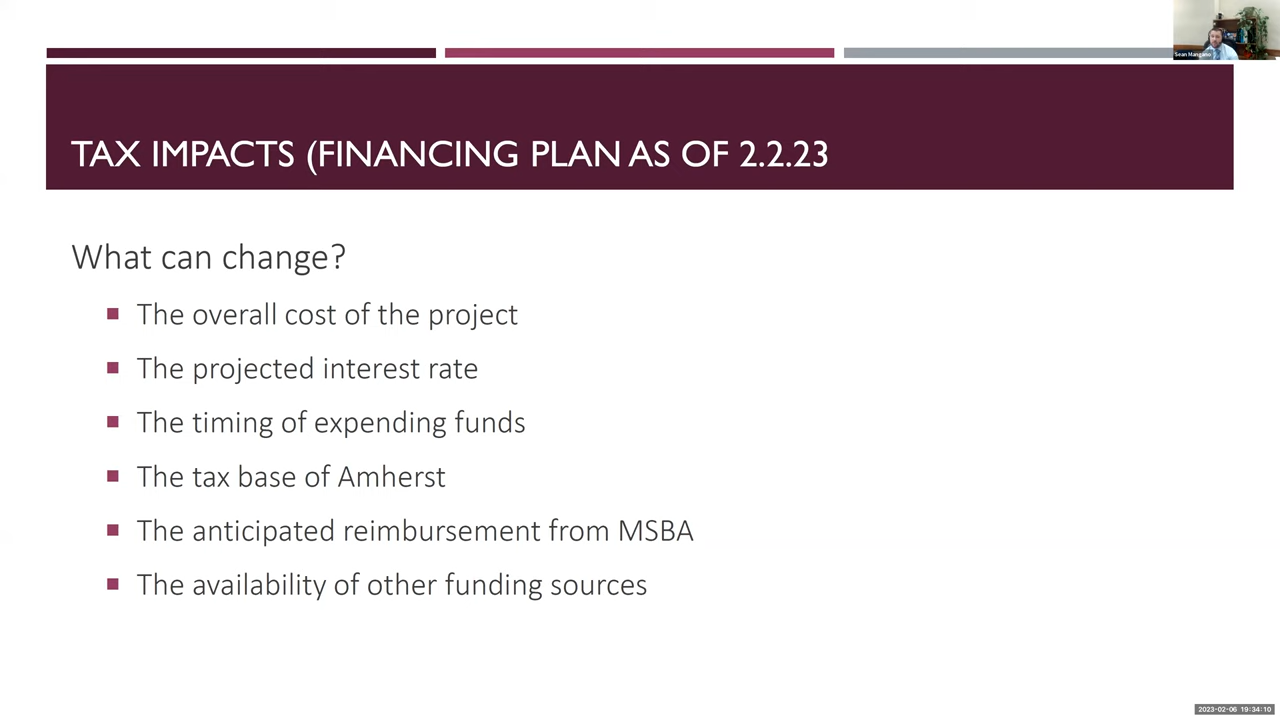 Sean Mangano
TAX IMPACTS (FINANCING PLAN AS OF 2.2.23
What can change?
The overall cost of the project
The projected interest rate
The timing of expending funds
The tax base of Amherst
The anticipated reimbursement from MSBA
The availability of other funding sources
2023-02-06 19:34:10